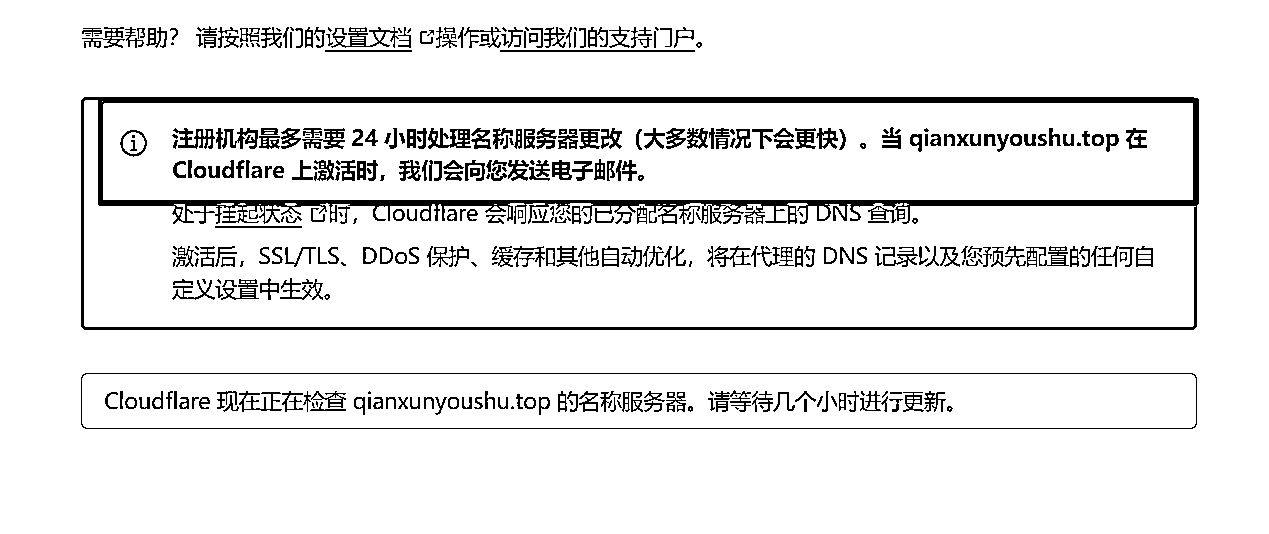 需要帮助？ 请按照我们的设置文档操作或访问我们的支持门户。
注册机构最多需要 24 小时处理名称服务器更改（大多数情况下会更快）。当 qianxunyoushu.top 在
Cloudflare 上激活时，我们会向您发送电子邮件。
处于挂起状态时，Cloudflare 会响应您的已分配名称服务器上的 DNS 查询。
激活后，SSL/TLS、DDoS 保护、缓存和其他自动优化，将在代理的 DNS 记录以及您预先配置的任何自
定义设置中生效。
Cloudflare 现在正在检查 qianxunyoushu.top 的名称服务器。请等待几个小时进行更新。